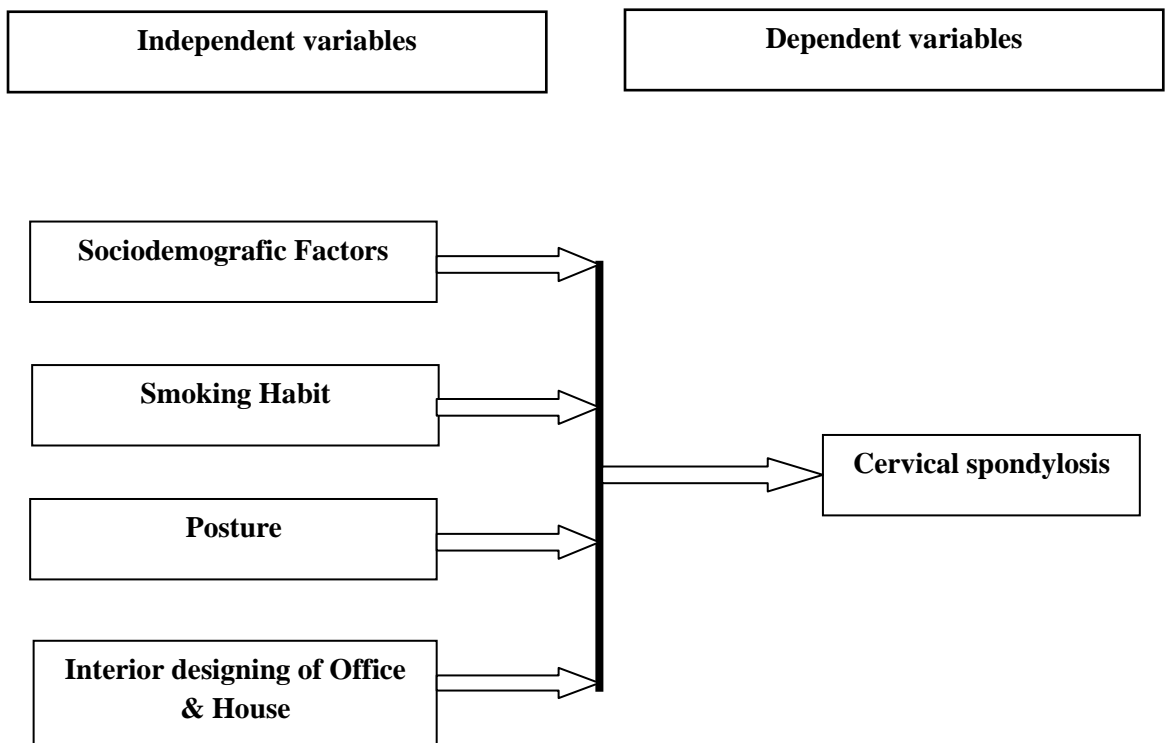 Independent variables
Dependent variables
Sociodemografic Factors
Smoking Habit
Cervical spondylosis
Posture
Interior designing of Office
& House